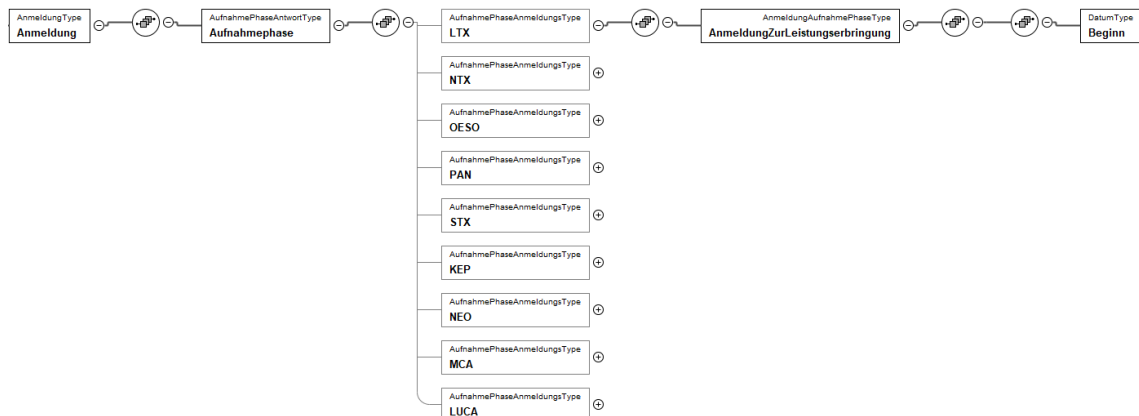 AnmeldungType
Anmeldung
AufnahmePhaseAntwortType
Aufnahmephase
AufnahmePhaseAnmeldungsType
LTX
AnmeldungAufnahmePhaseType
AnmeldungZurLeistungserbringung
DatumType
Beginn
AufnahmePhaseAnmeldungsType
NTX
AufnahmePhaseAnmeldungsType
OESO
AufnahmePhaseAnmeldungsType
PAN
AufnahmePhaseAnmeldungsType
STX
AufnahmePhaseAnmeldungsType
KEP
AufnahmePhaseAnmeldungsType
NEO
AufnahmePhaseAnmeldungsType
MCA
AufnahmePhaseAnmeldungsType
LUCA